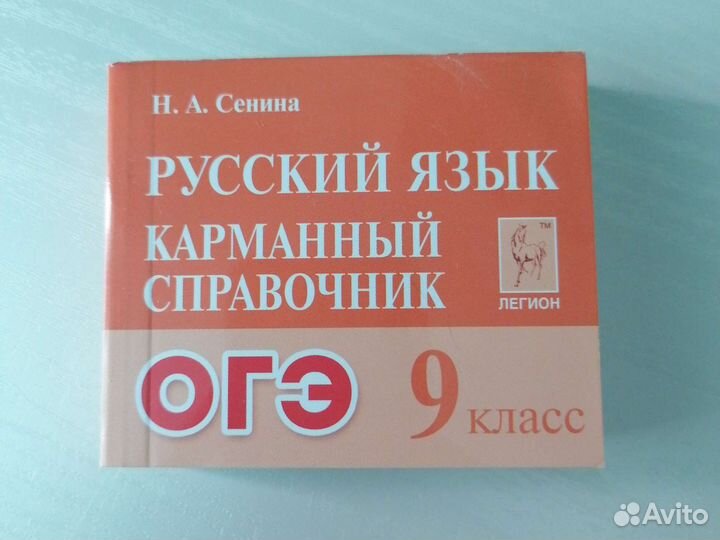 Н. А. Сенина
РУССКИЙ ЯЗЫК
КАРМАННЫЙ
СПРАВОЧНИК
TM
ЛЕГИОН
ОГЭ
9 класс
Avito